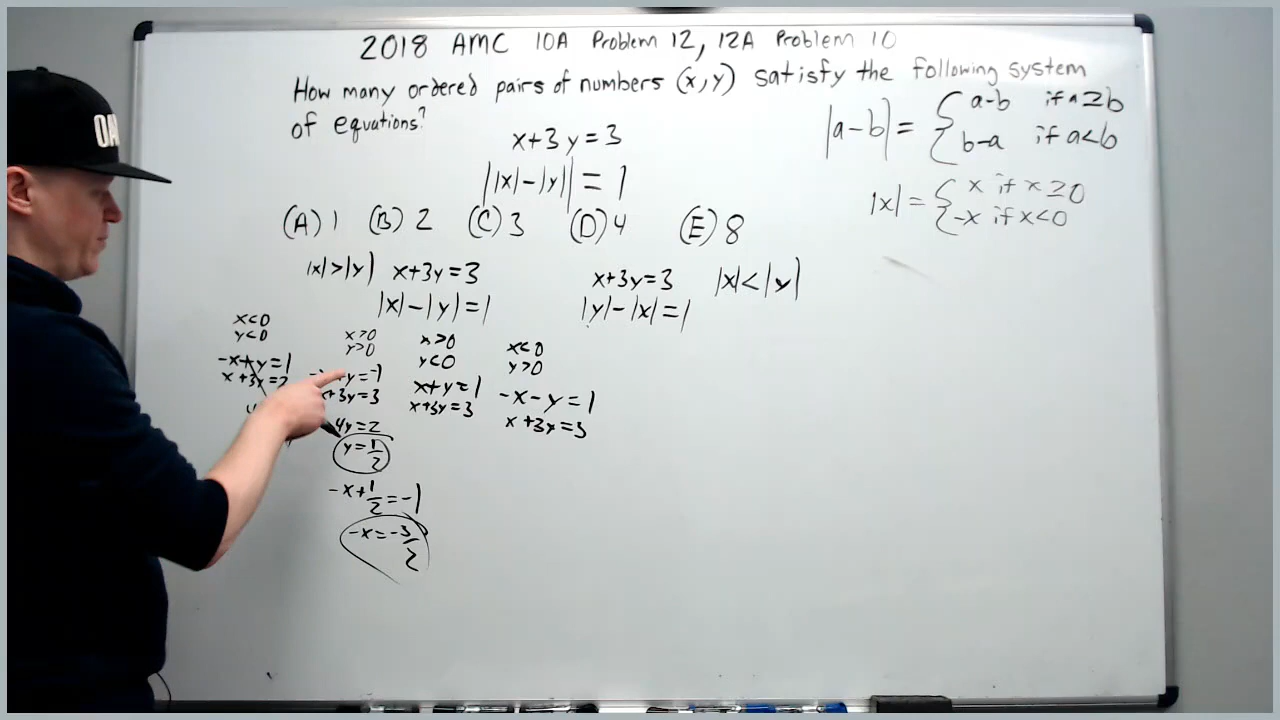 2018 AMC 10A Problem 12, 12A Problem 10
How many ordered pairs of numbers (x, y) satisfy the following system
of equations?
x+3y=3
||x|-|y||=1
(A) 1 (B) 2 (C) 3 (D) 4 (E) 8
|a-b|= { a-b if a≥b
b-a if a<b
|x|= { x if x≥0
-x if x<0
|x|>|y| x+3y=3
|x|-|y|=1
x+3y=3 |x|<|y|
|y|-|x|=1
x<0
y<0
-x+y=1
x+3y=
x>0
y>0
y=-1
x+3y=3
4y=2
y=1/2
-x+1/2=-1
-x=-3/2
x>0
y<0
x+y=1
x+3y=3
x<0
y>0
-x-y=1
x+3y=3
OA